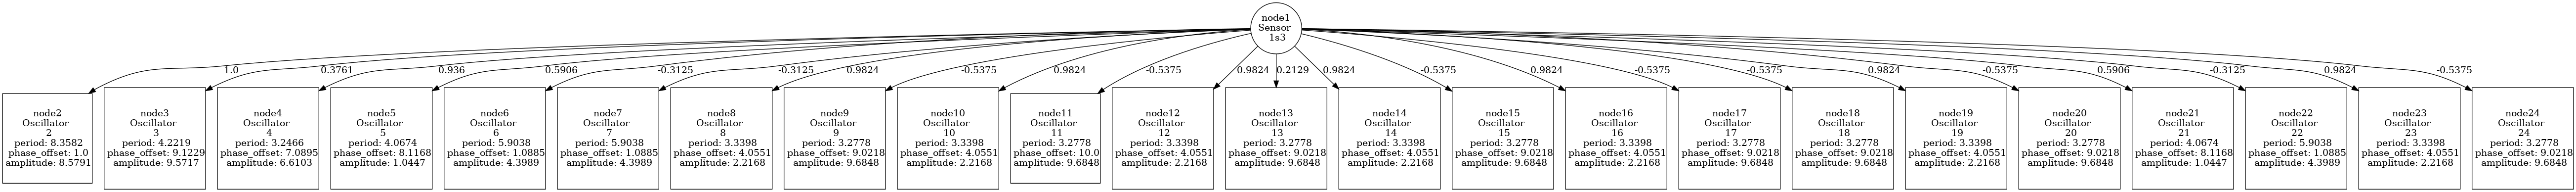 node1
Sensor
1s3
1.0
0.3761
0.936
0.5906
-0.3125
-0.3125
0.9824
-0.5375
0.9824
-0.5375
0.9824
0.2129
0.9824
-0.5375
0.9824
-0.5375
-0.5375
0.9824
-0.5375
0.5906
-0.3125
0.9824
-0.5375
node2
Oscillator
2
period: 8.3582
phase_offset: 1.0
amplitude: 8.5791
node3
Oscillator
3
period: 4.2219
phase_offset: 9.1229
amplitude: 9.5717
node4
Oscillator
4
period: 3.2466
phase_offset: 7.0895
amplitude: 6.6103
node5
Oscillator
5
period: 4.0674
phase_offset: 8.1168
amplitude: 1.0447
node6
Oscillator
6
period: 5.9038
phase_offset: 1.0885
amplitude: 4.3989
node7
Oscillator
7
period: 5.9038
phase_offset: 1.0885
amplitude: 4.3989
node8
Oscillator
8
period: 3.3398
phase_offset: 4.0551
amplitude: 2.2168
node9
Oscillator
9
period: 3.2778
phase_offset: 9.0218
amplitude: 9.6848
node10
Oscillator
10
period: 3.3398
phase_offset: 4.0551
amplitude: 2.2168
node11
Oscillator
11
period: 3.2778
phase_offset: 10.0
amplitude: 9.6848
node12
Oscillator
12
period: 3.3398
phase_offset: 4.0551
amplitude: 2.2168
node13
Oscillator
13
period: 3.2778
phase_offset: 9.0218
amplitude: 9.6848
node14
Oscillator
14
period: 3.3398
phase_offset: 4.0551
amplitude: 2.2168
node15
Oscillator
15
period: 3.2778
phase_offset: 9.0218
amplitude: 9.6848
node16
Oscillator
16
period: 3.3398
phase_offset: 4.0551
amplitude: 2.2168
node17
Oscillator
17
period: 3.2778
phase_offset: 9.0218
amplitude: 9.6848
node18
Oscillator
18
period: 3.2778
phase_offset: 9.0218
amplitude: 9.6848
node19
Oscillator
19
period: 3.3398
phase_offset: 4.0551
amplitude: 2.2168
node20
Oscillator
20
period: 3.2778
phase_offset: 9.0218
amplitude: 9.6848
node21
Oscillator
21
period: 4.0674
phase_offset: 8.1168
amplitude: 1.0447
node22
Oscillator
22
period: 5.9038
phase_offset: 1.0885
amplitude: 4.3989
node23
Oscillator
23
period: 3.3398
phase_offset: 4.0551
amplitude: 2.2168
node24
Oscillator
24
period: 3.2778
phase_offset: 9.0218
amplitude: 9.6848